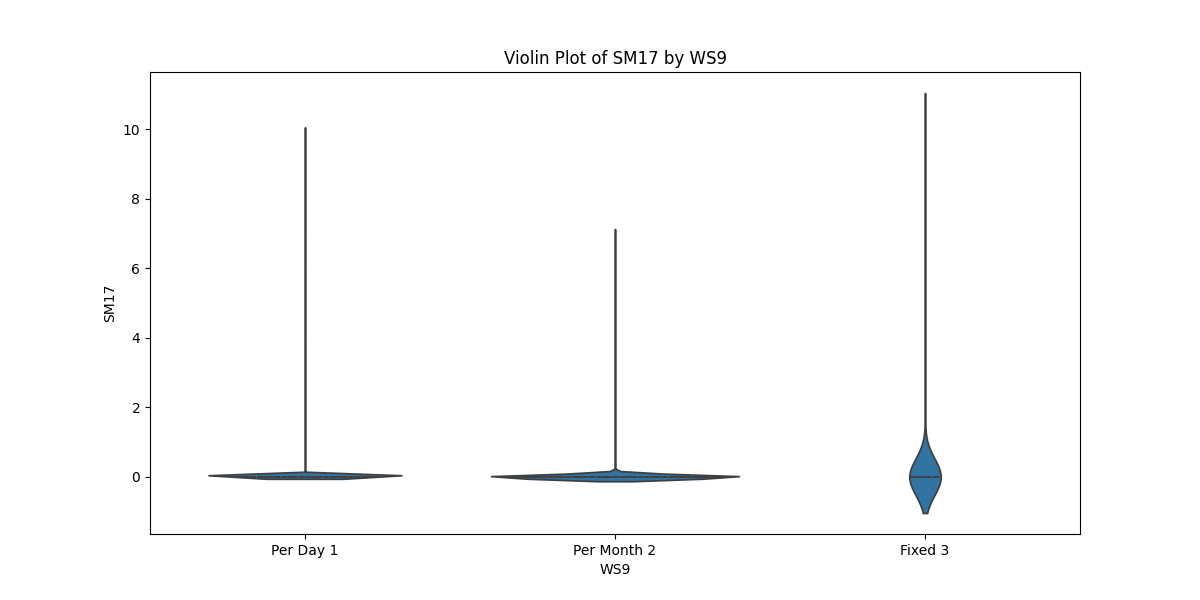 Violin Plot of SM17 by WS9
10
8
6
4
2
0
SM17
Per Day 1
Per Month 2
Fixed 3
WS9